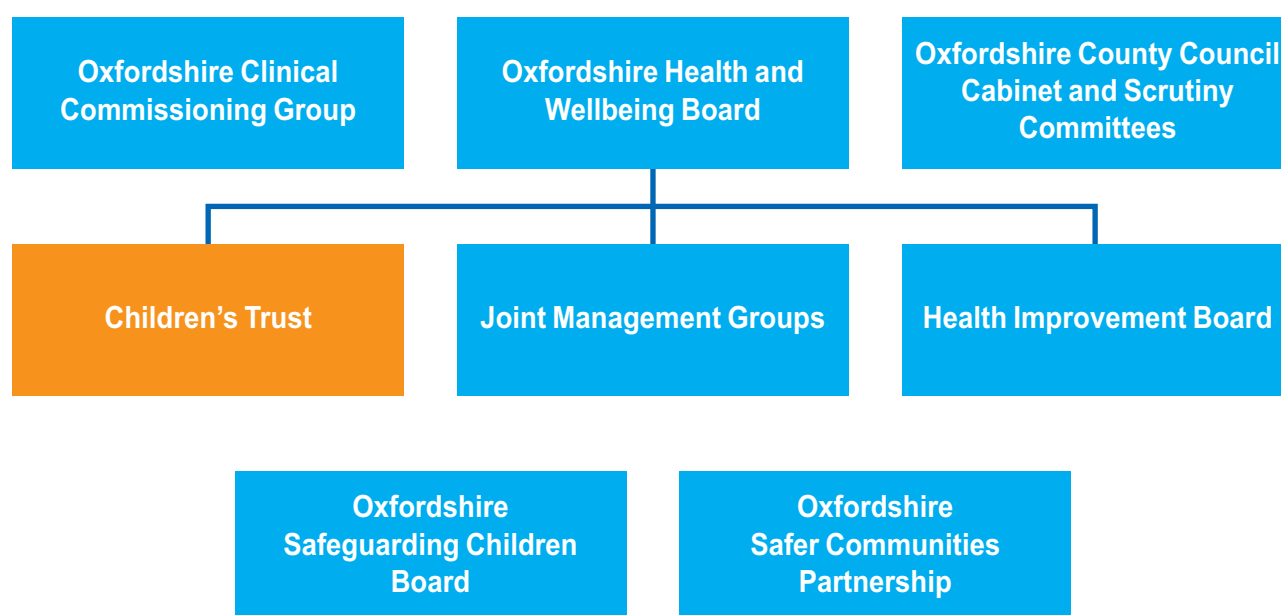 Oxfordshire Clinical
Commissioning Group
Oxfordshire Health and
Wellbeing Board
Oxfordshire County Council
Cabinet and Scrutiny
Committees
Children’s Trust
Joint Management Groups
Health Improvement Board
Oxfordshire
Safeguarding Children
Board
Oxfordshire
Safer Communities
Partnership